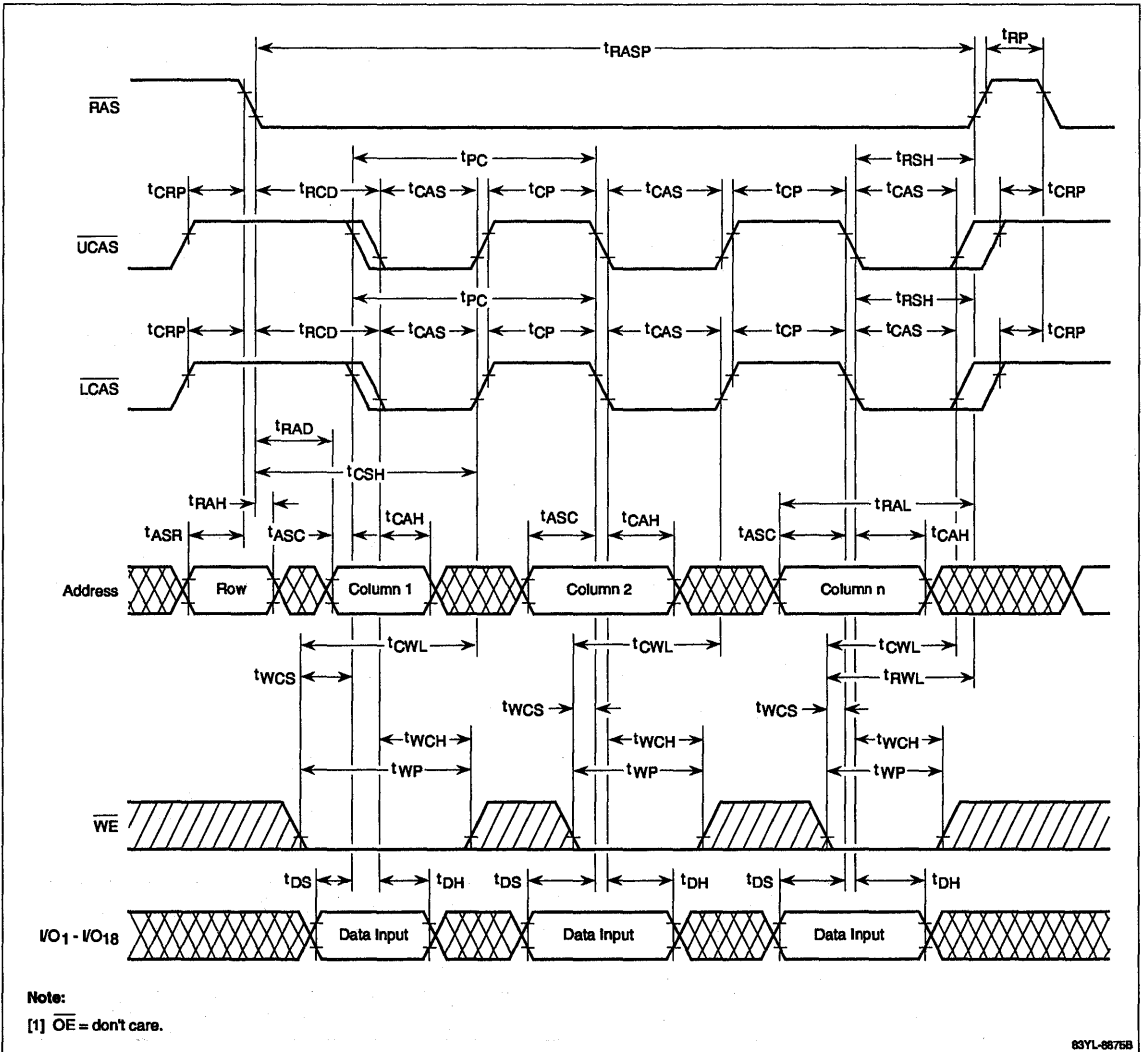 tRASP
tRP
RAS
tPC
tRSH
tCRP tRCD tCAS tCP tCAS tCP tCAS tCRP
UCAS
tPC
tRSH
tCRP tRCD tCAS tCP tCAS tCP tCAS tCRP
LCAS
tRAD
tCSH
tRAH
tRAL
tASR tASC tCAH tASC tCAH tASC tCAH
Address Row Column 1 Column 2 Column n
tCWL tCWL tCWL
tWCS
tRWL
tWCS tWCS
tWCH tWCH tWCH
tWP tWP tWP
WE
tDS tDH tDS tDH tDS tDH
I/O1 - I/O18 Data Input Data Input Data Input
Note:
[1] OE = don't care.
83YL-8875B